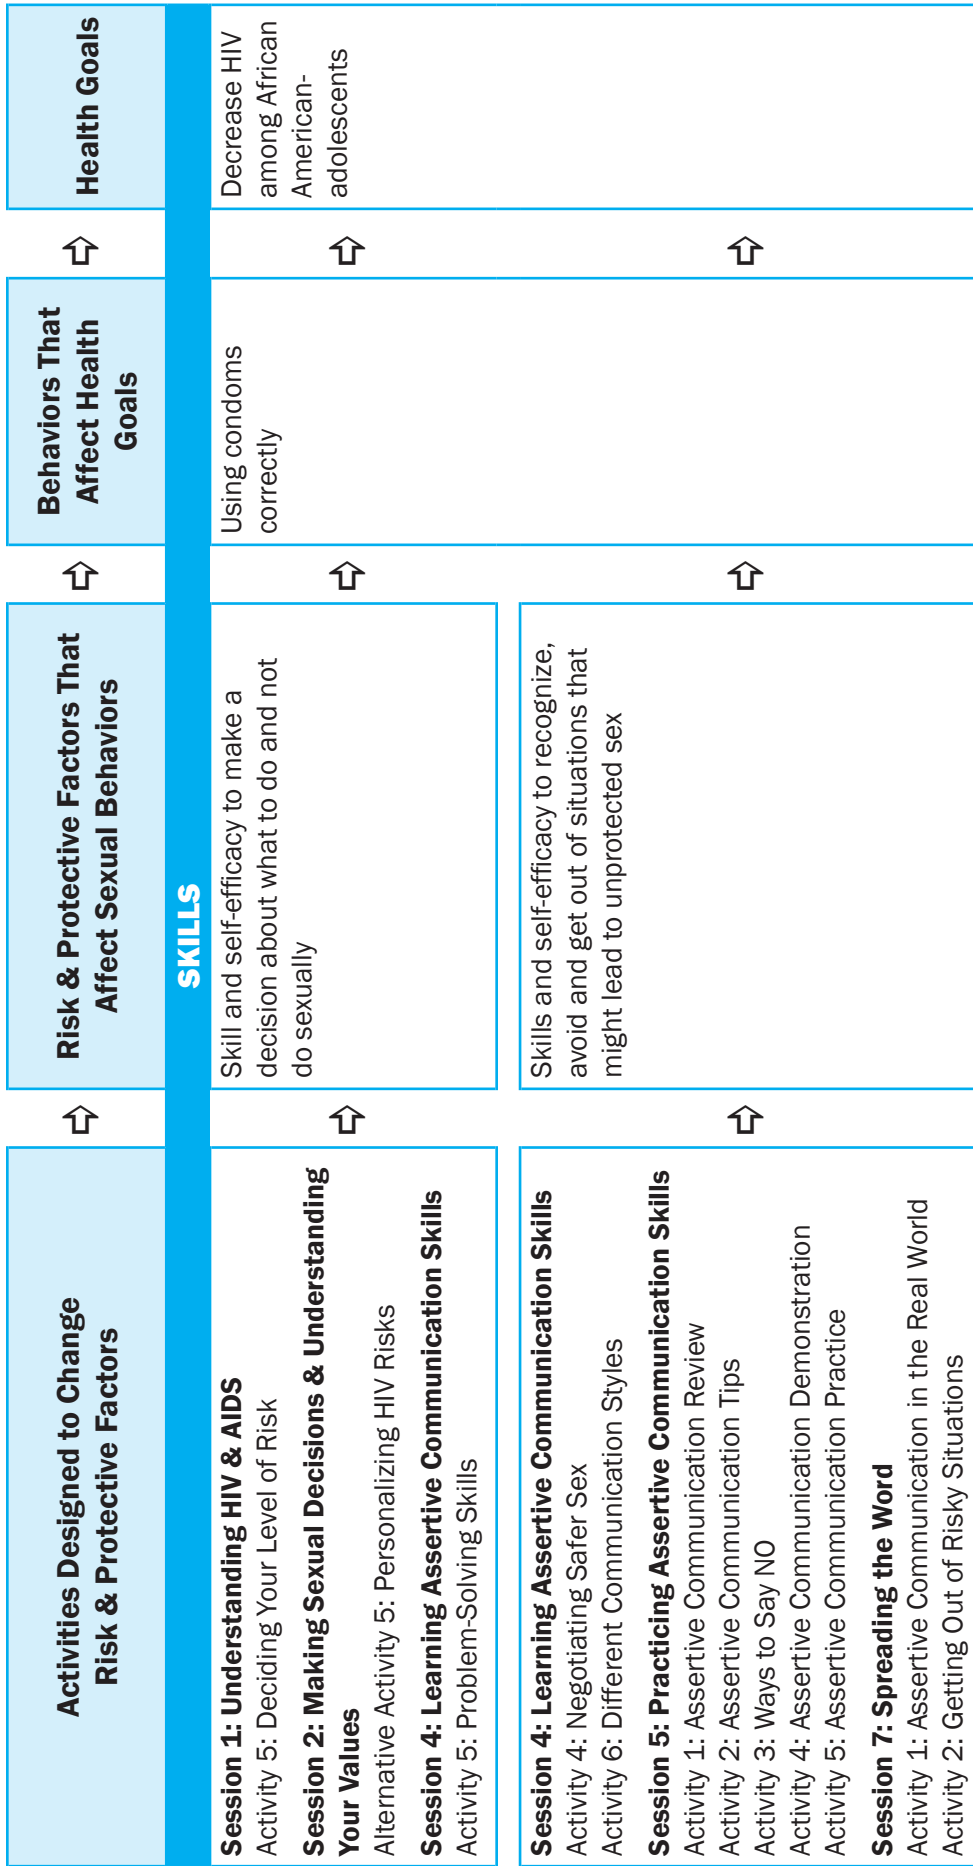 Activities Designed to Change
Risk & Protective Factors
Risk & Protective Factors That
Affect Sexual Behaviors
Behaviors That
Affect Health
Goals
Health Goals
SKILLS
Session 1: Understanding HIV & AIDS
Activity 5: Deciding Your Level of Risk
Session 2: Making Sexual Decisions & Understanding
Your Values
Alternative Activity 5: Personalizing HIV Risks
Session 4: Learning Assertive Communication Skills
Activity 5: Problem-Solving Skills
Skill and self-efficacy to make a
decision about what to do and not
do sexually
Using condoms
correctly
Decrease HIV
among African
American-
adolescents
Session 4: Learning Assertive Communication Skills
Activity 4: Negotiating Safer Sex
Activity 6: Different Communication Styles
Session 5: Practicing Assertive Communication Skills
Activity 1: Assertive Communication Review
Activity 2: Assertive Communication Tips
Activity 3: Ways to Say NO
Activity 4: Assertive Communication Demonstration
Activity 5: Assertive Communication Practice
Session 7: Spreading the Word
Activity 1: Assertive Communication in the Real World
Activity 2: Getting Out of Risky Situations
Skills and self-efficacy to recognize,
avoid and get out of situations that
might lead to unprotected sex